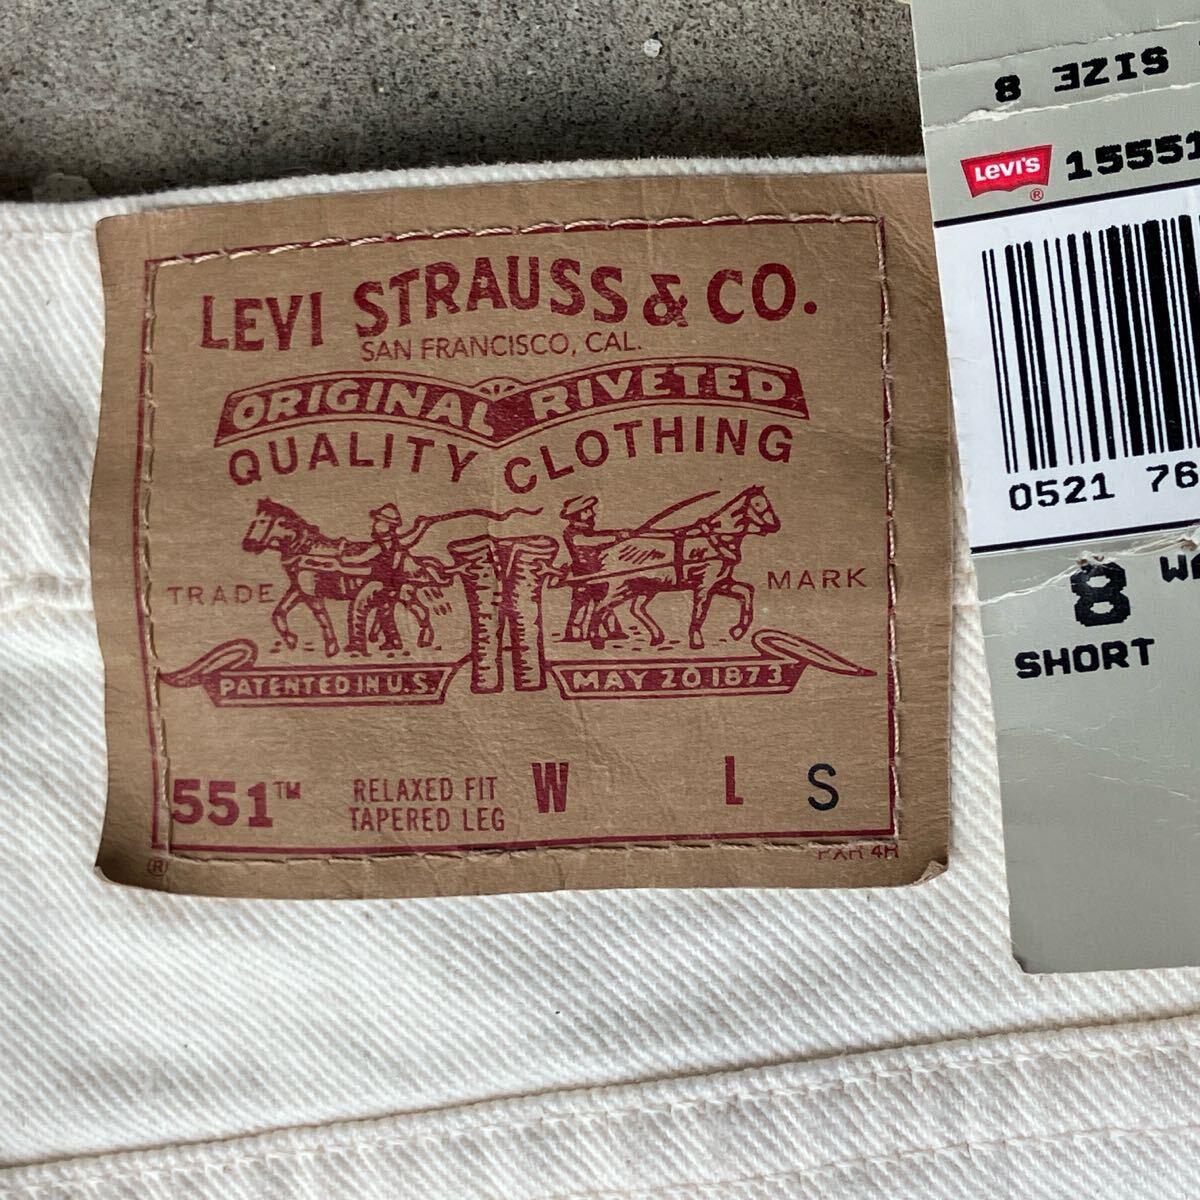 LEVI STRAUSS & CO.
SAN FRANCISCO, CAL.
ORIGINAL RIVETED
QUALITY CLOTHING
TRADE MARK
PATENTED IN U.S. MAY 20 1873
551™ RELAXED FIT
TAPERED LEG
W L S
®
8 SIZE
Levi's
® 15551
0521 76
8
SHORT